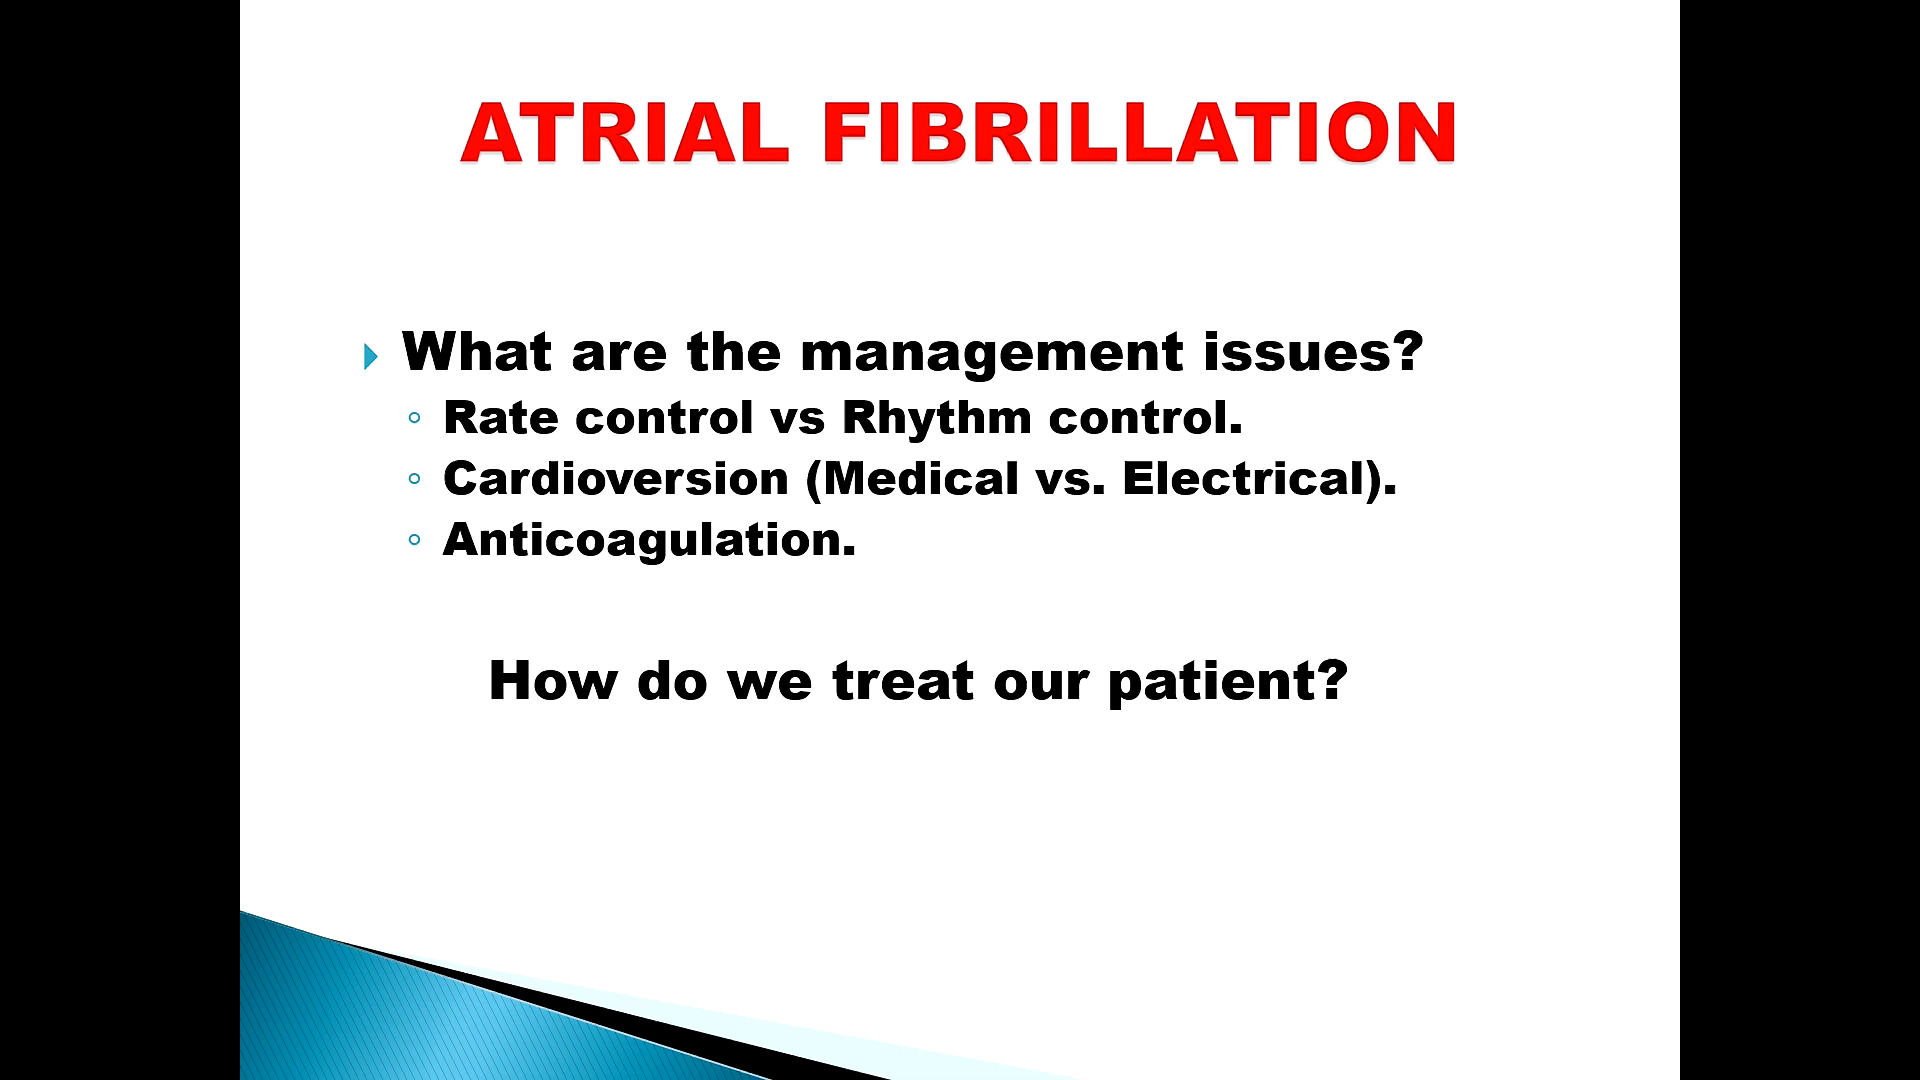 ATRIAL FIBRILLATION
What are the management issues?
Rate control vs Rhythm control.
Cardioversion (Medical vs. Electrical).
Anticoagulation.
How do we treat our patient?